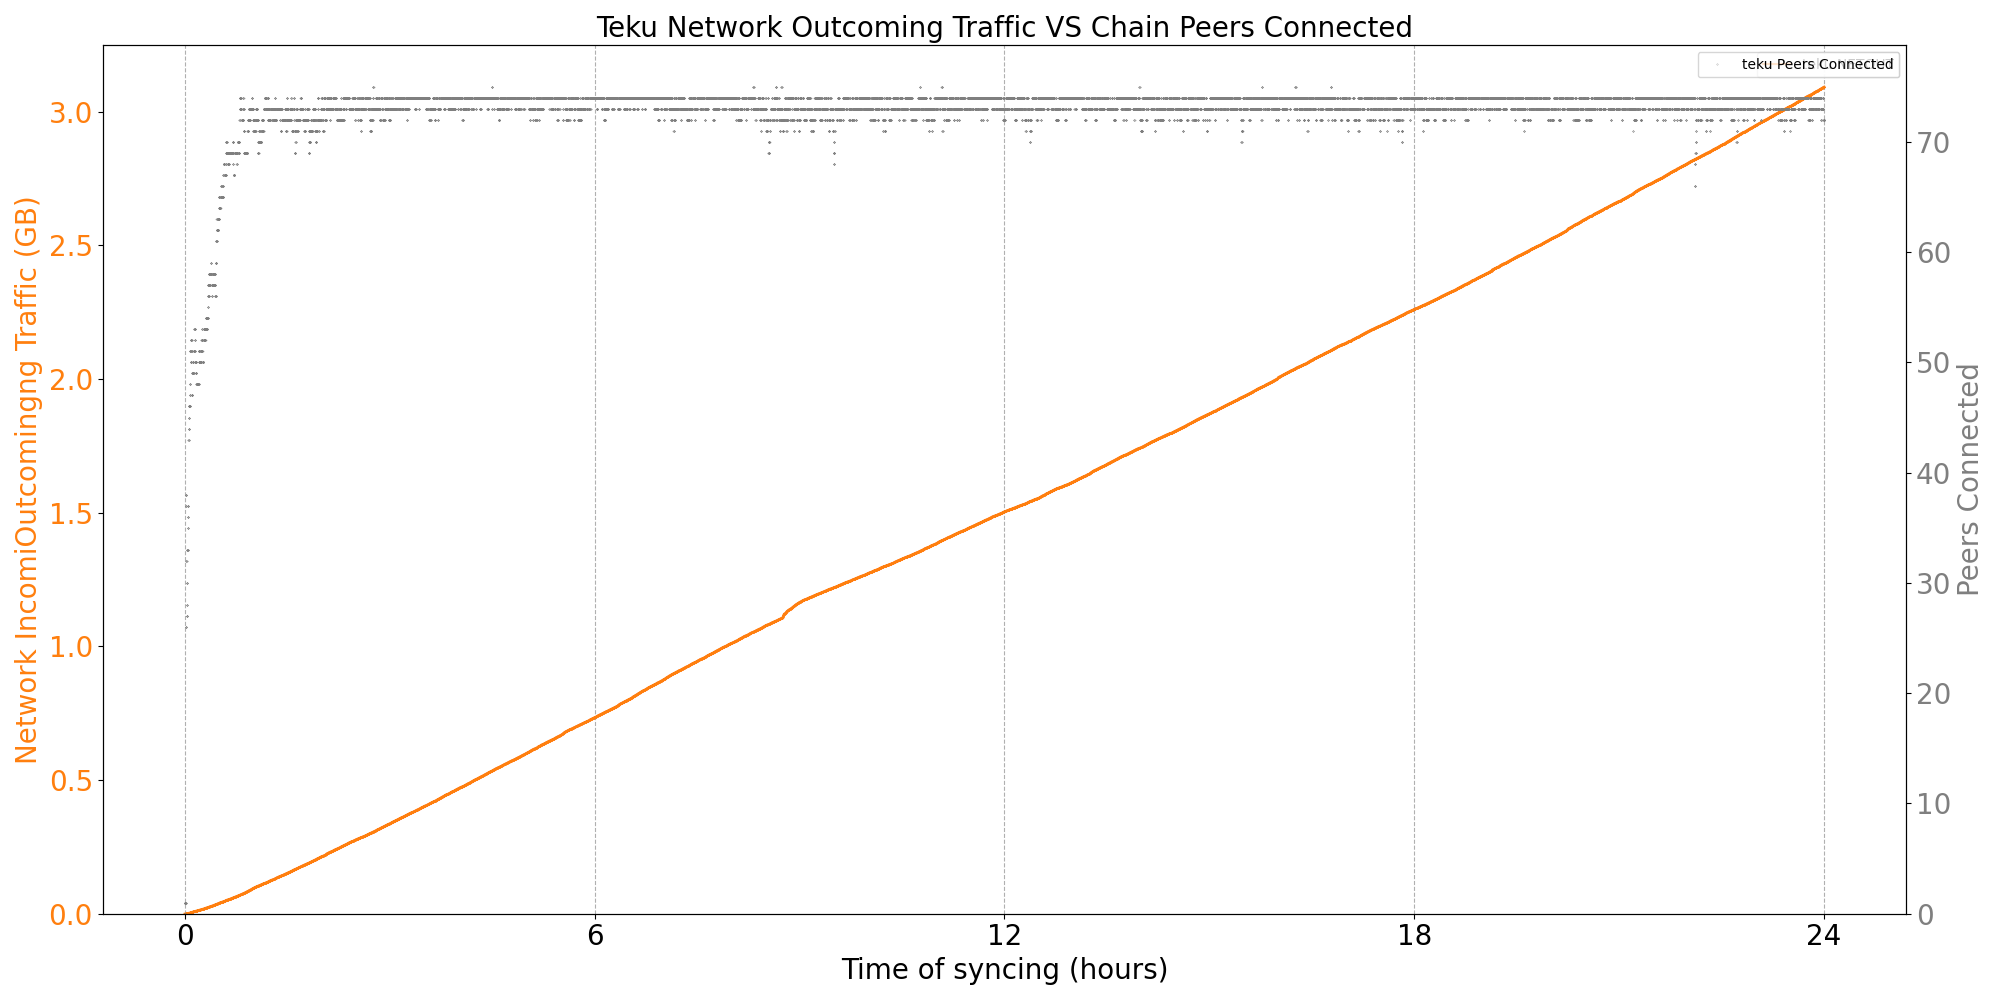 Teku Network Outcoming Traffic VS Chain Peers Connected
teku Peers Connected
Network IncomiOutcomingng Traffic (GB)
3.0
2.5
2.0
1.5
1.0
0.5
0.0
70
60
50
40
30
20
10
0
Peers Connected
0 6 12 18 24
Time of syncing (hours)